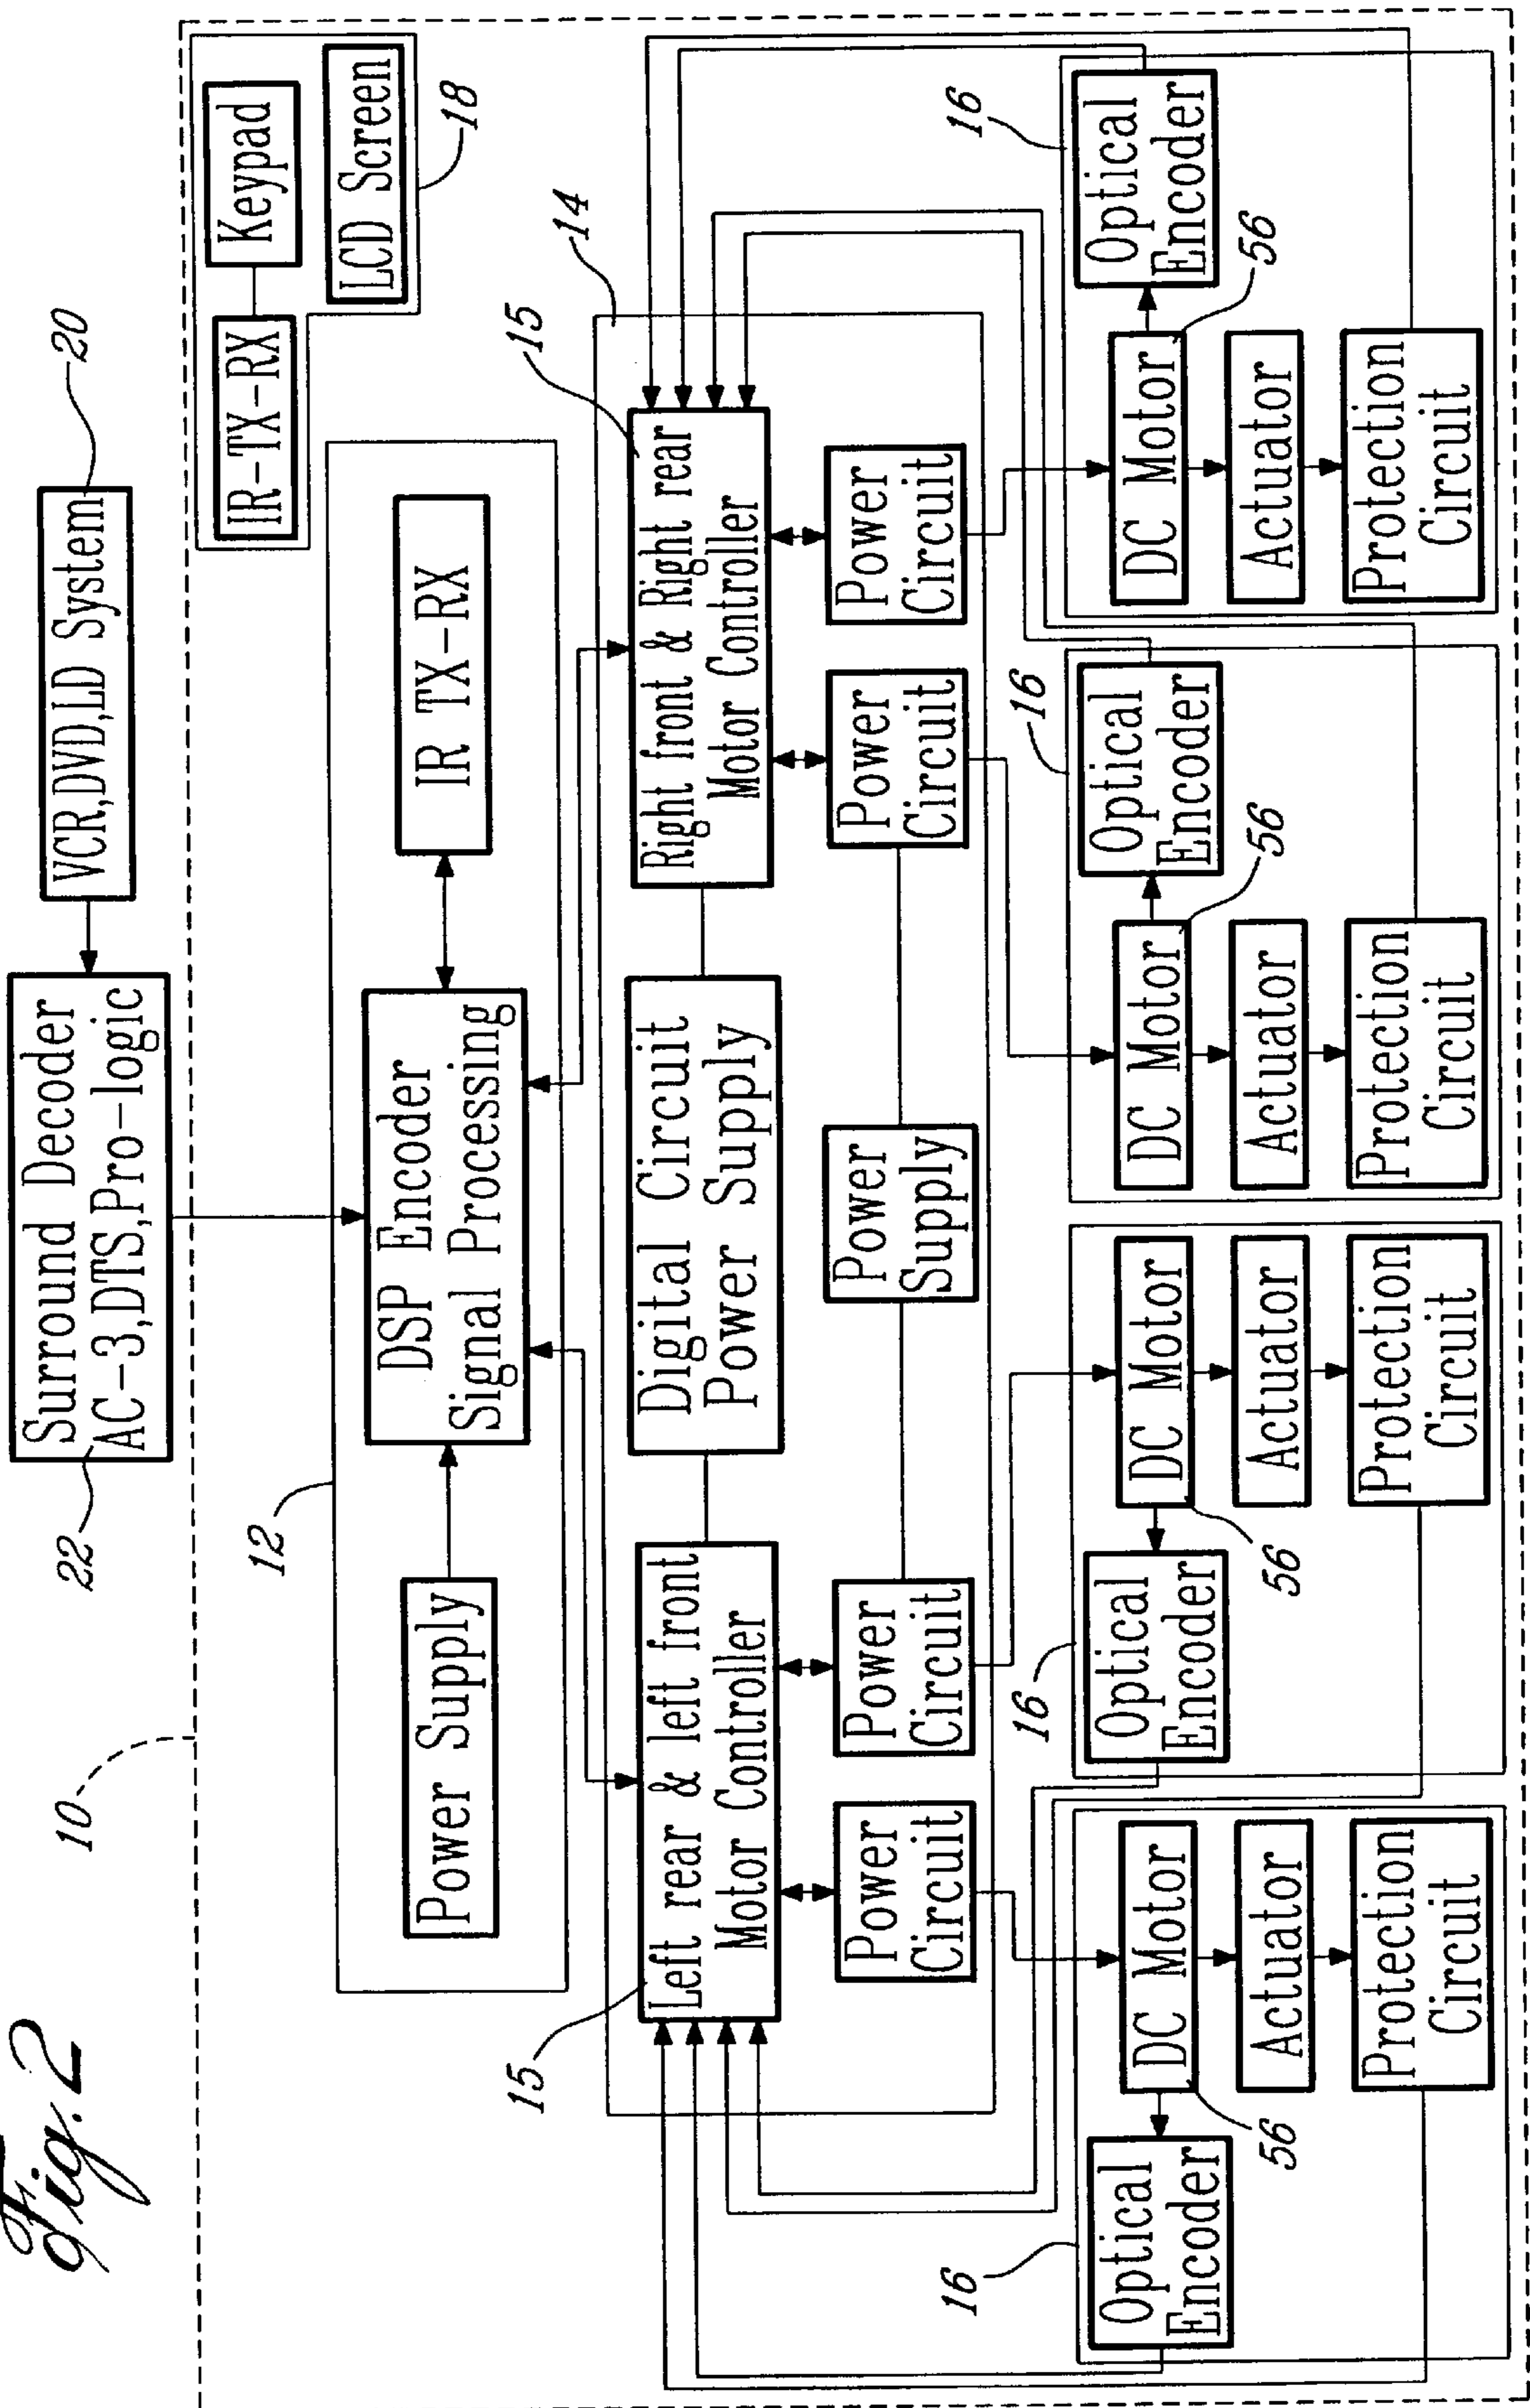 Fig. 2
10
22
Surround Decoder
AC-3,DTS,Pro-logic
VCR,DVD,LD System
20
12
Power Supply
DSP Encoder
Signal Processing
IR TX-RX
IR-TX-RX
Keypad
LCD Screen
18
15
Left rear & left front
Motor Controller
Digital Circuit
Power Supply
Right front & Right rear
Motor Controller
15
14
Power
Circuit
Power
Circuit
Power
Supply
Power
Circuit
Power
Circuit
16
Optical
Encoder
DC Motor
56
Actuator
Protection
Circuit
16
Optical
Encoder
DC Motor
56
Actuator
Protection
Circuit
16
DC Motor
56
Optical
Encoder
Actuator
Protection
Circuit
16
DC Motor
56
Optical
Encoder
Actuator
Protection
Circuit